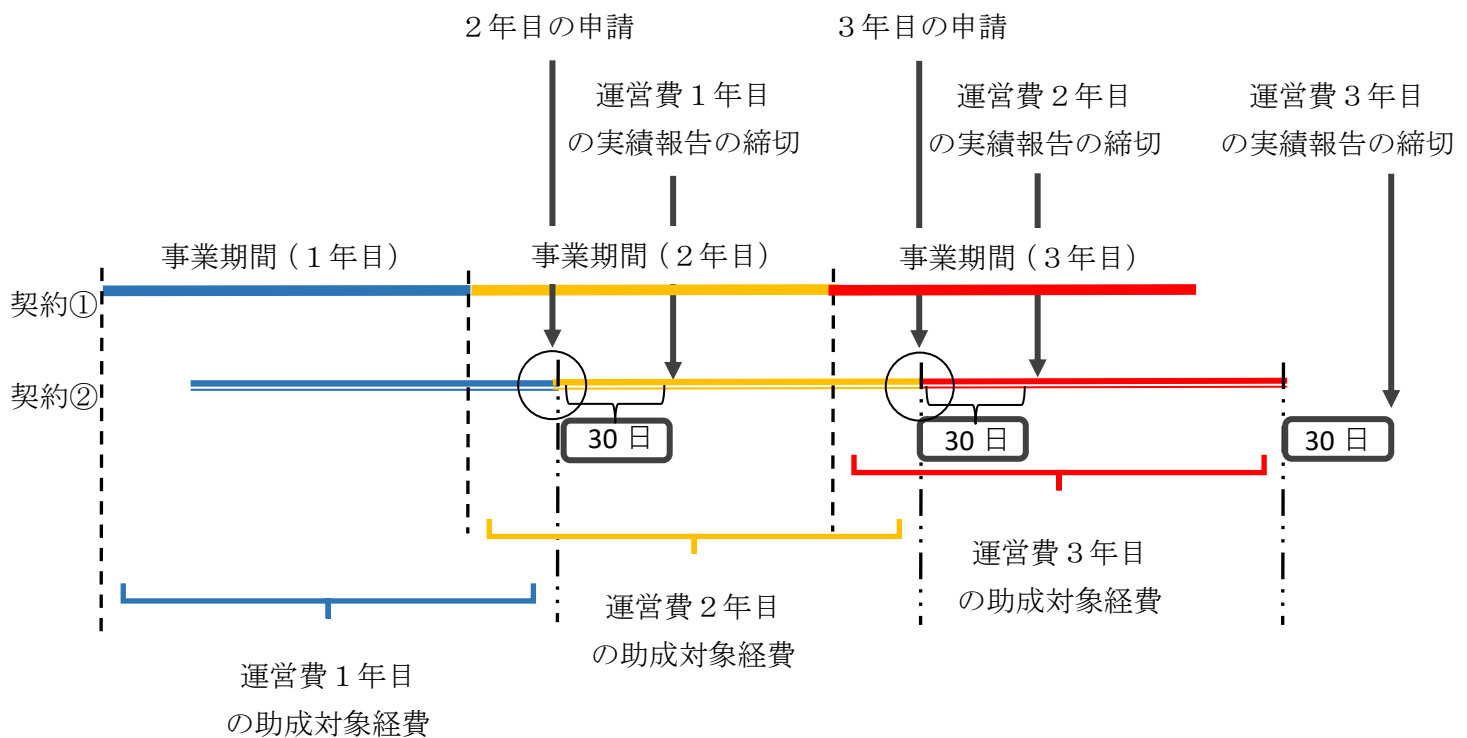 ２年目の申請
３年目の申請
運営費１年目
の実績報告の締切
運営費２年目
の実績報告の締切
運営費３年目
の実績報告の締切
事業期間（１年目）
事業期間（２年目）
事業期間（３年目）
契約①
契約②
30 日
30 日
30 日
運営費３年目
の助成対象経費
運営費２年目
の助成対象経費
運営費１年目
の助成対象経費